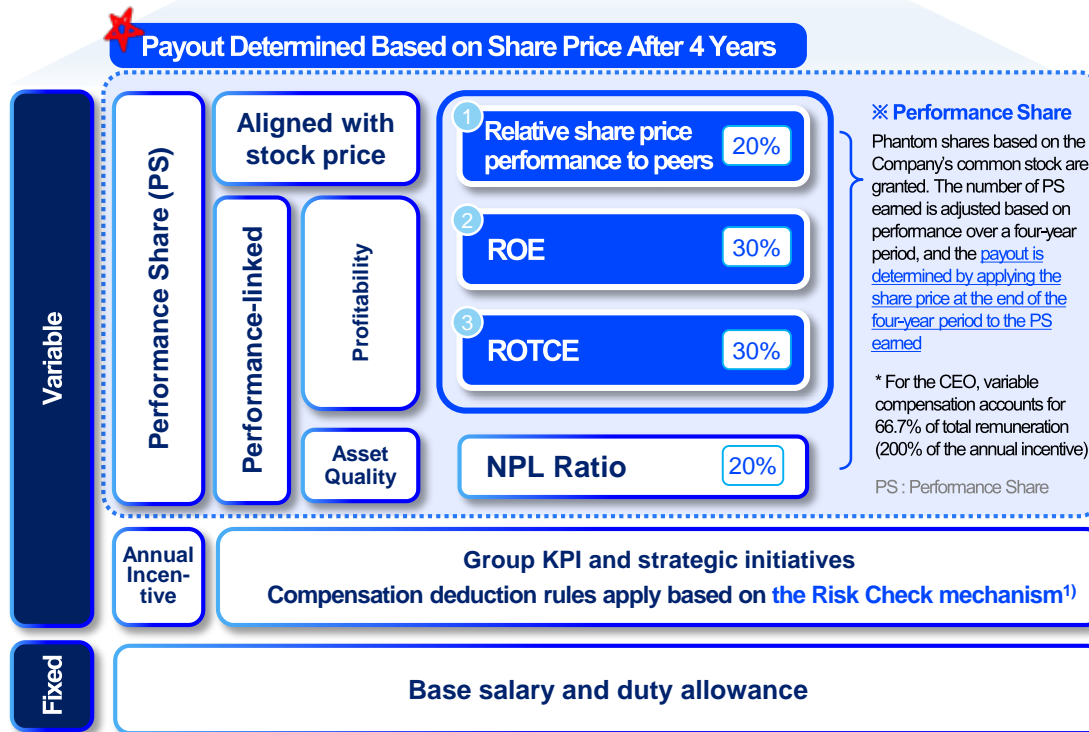 Payout Determined Based on Share Price After 4 Years
Variable
Performance Share (PS)
Aligned with
stock price
Performance-linked
Profitability
Asset
Quality
1
Relative share price
performance to peers
20%
2
ROE
30%
3
ROTCE
30%
NPL Ratio
20%
※ Performance Share
Phantom shares based on the
Company's common stock are
granted. The number of PS
earned is adjusted based on
performance over a four-year
period, and the payout is
determined by applying the
share price at the end of the
four-year period to the PS
earned
* For the CEO, variable
compensation accounts for
66.7% of total remuneration
(200% of the annual incentive)
PS : Performance Share
Annual
Incen-
tive
Group KPI and strategic initiatives
Compensation deduction rules apply based on the Risk Check mechanism1)
Fixed
Base salary and duty allowance